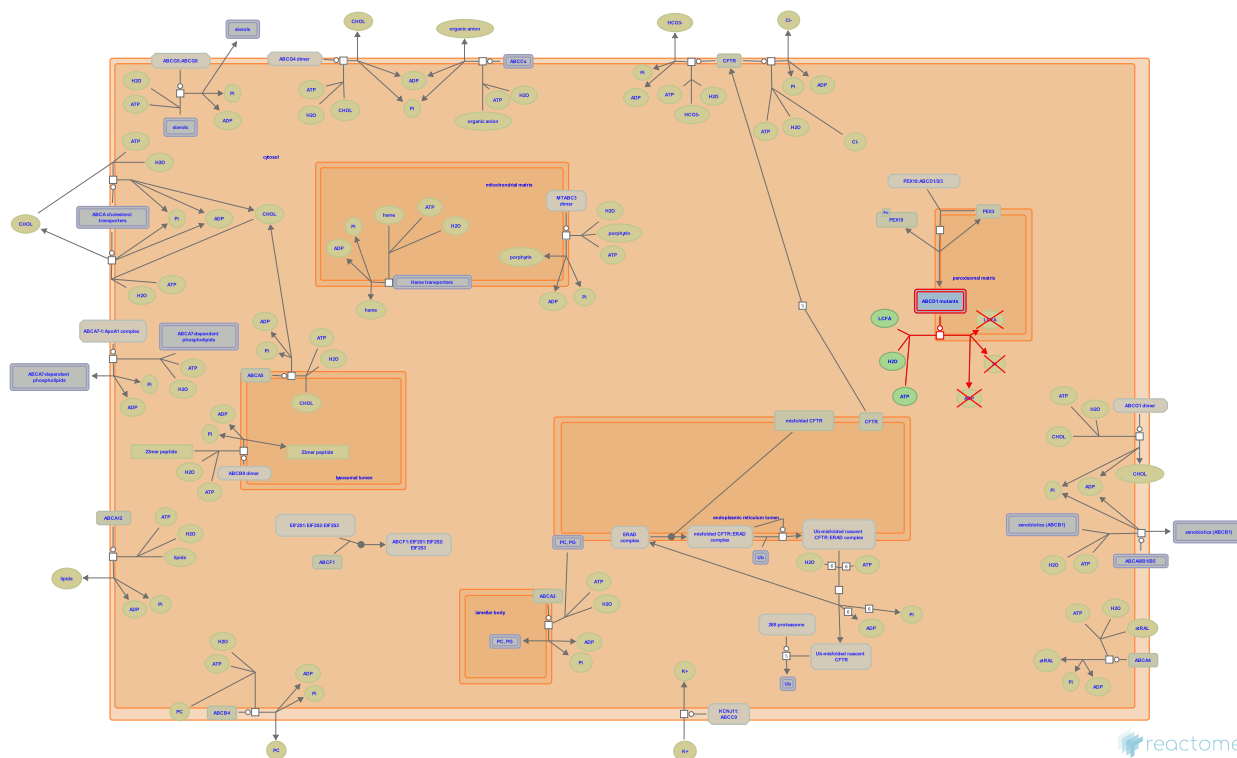 CHOL
organic anion
HCO3-
Cl-
sterols
ABCG5:ABCG8
ABCG4 dimer
ABCCs
CFTR
H2O
ATP
Pi
ADP
sterols
ATP
H2O
CHOL
ADP
Pi
ATP
H2O
organic anion
Pi
ADP
ATP
H2O
HCO3-
Pi
ADP
ATP
H2O
Cl-
ATP
H2O
cytosol
CHOL
ABCA cholesterol
transporters
Pi
ADP
CHOL
ATP
H2O
mitochondrial matrix
MTABC3
dimer
heme
ATP
H2O
Pi
ADP
Heme transporters
heme
H2O
porphyrin
ATP
porphyrin
ADP
Pi
PEX19:ABCD1/2/3
PEX19
PEX3
peroxisomal matrix
ABCD1 mutants
LCFA
H2O
ATP
ABCA7-1:ApoA1 complex
ABCA7-dependent
phospholipids
ATP
H2O
ABCA7-dependent
phospholipids
Pi
ADP
ADP
Pi
ATP
H2O
ABCA5
CHOL
ADP
Pi
23mer peptide
23mer peptide
H2O
ATP
ABCB9 dimer
lysosomal lumen
misfolded CFTR
CFTR
endoplasmic reticulum lumen
ERAD
complex
misfolded CFTR:ERAD
complex
Ub-misfolded nascent
CFTR:ERAD complex
Ub
H2O
6
6
ATP
6
6
Pi
ADP
26S proteasome
Ub-misfolded nascent
CFTR
Ub
ABCG1 dimer
ATP
H2O
CHOL
CHOL
Pi
ADP
xenobiotics (ABCB1)
xenobiotics (ABCB1)
H2O
ATP
ABCA8/B1/B5
ABCA12
ATP
H2O
lipids
lipids
Pi
ADP
EIF2S1:EIF2S2:EIF2S3
ABCF1
ABCF1:EIF2S1:EIF2S2:
EIF2S3
PC, PG
lamellar body
ABCA3
ATP
H2O
PC, PG
ADP
Pi
ATP
H2O
atRAL
atRAL
ABCA4
Pi
ADP
H2O
ATP
PC
ABCB4
ADP
Pi
PC
K+
KCNJ11:
ABCC9
K+
reactome